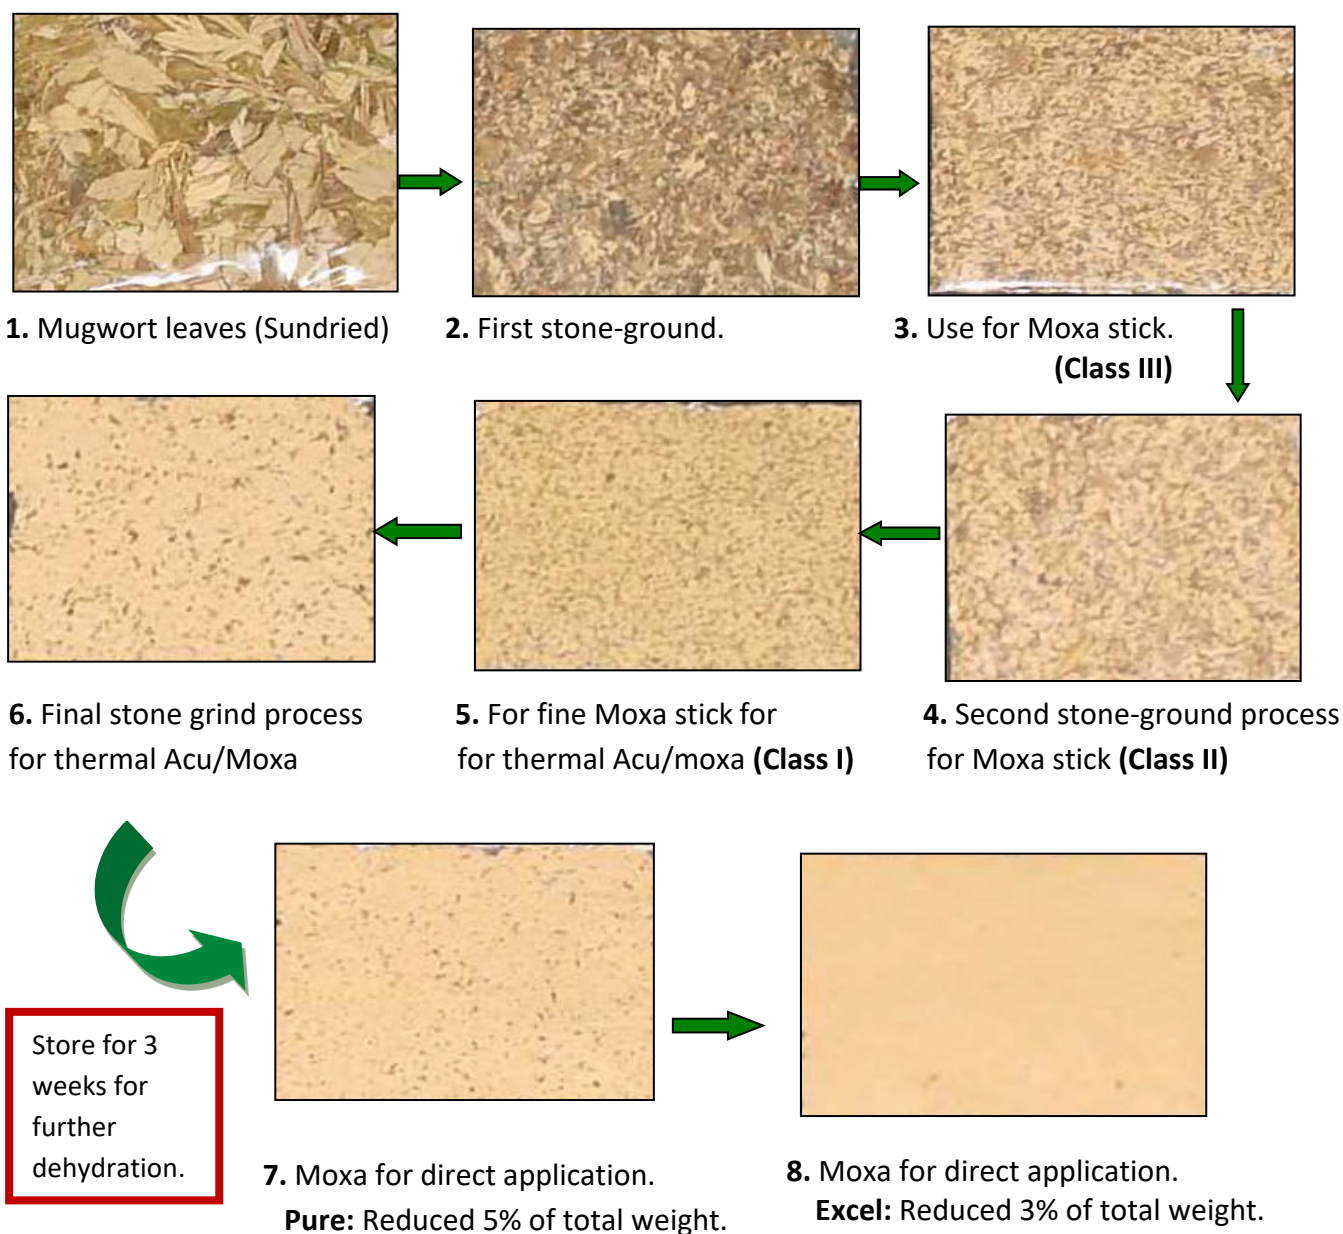 1. Mugwort leaves (Sundried)
2. First stone-ground.
3. Use for Moxa stick.
(Class III)
6. Final stone grind process
for thermal Acu/Moxa
5. For fine Moxa stick for
for thermal Acu/moxa (Class I)
4. Second stone-ground process
for Moxa stick (Class II)
Store for 3
weeks for
further
dehydration.
7. Moxa for direct application.
Pure: Reduced 5% of total weight.
8. Moxa for direct application.
Excel: Reduced 3% of total weight.